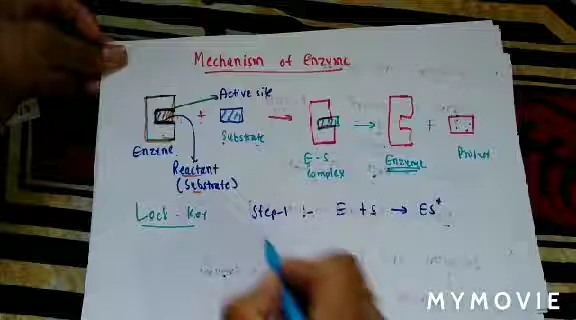 Mechanism of Enzyme
Active site
+
+
Enzyme
Substrate
E-S
complex
Enzyme
Product
Reactant
(Substrate)
Lock-Key
Step-1 :- E + S → ES*
MYMOVIE